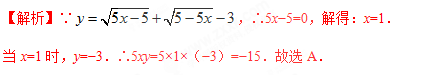 【解析】∵ y=√(5x-5)+√(5-5x)-3，∴5x-5=0，解得：x=1．
当 x=1 时，y=-3．∴5xy=5×1×（-3）=-15．故选 A．